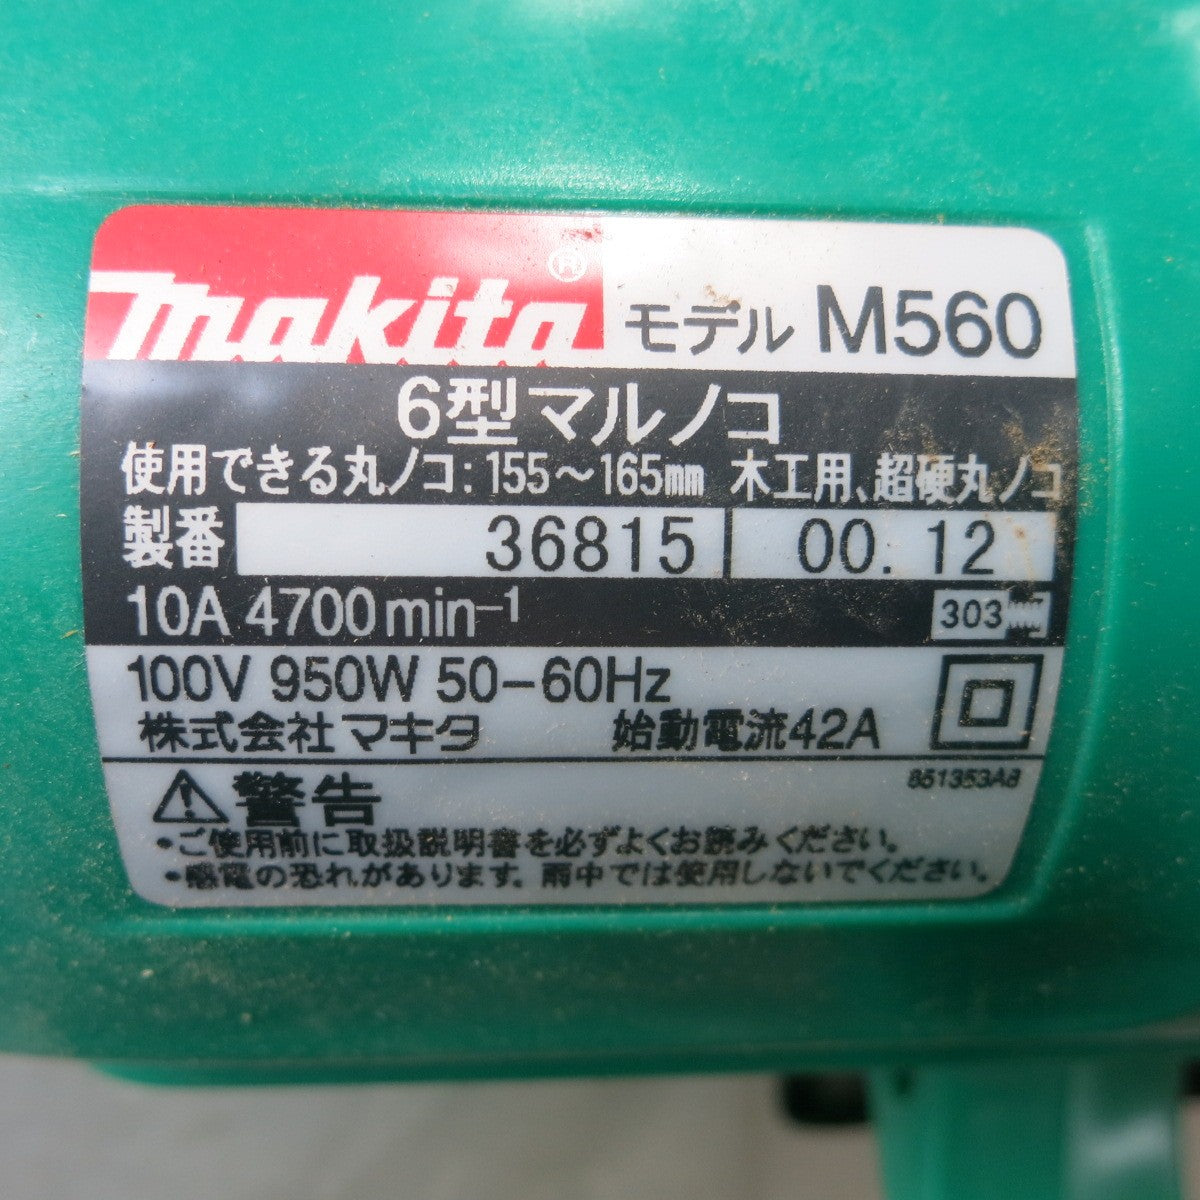 makita® モデル M560
6型マルノコ
使用できる丸ノコ:155～165mm 木工用、超硬丸ノコ
製番 36815 00.12
10A 4700min⁻¹ 303
100V 950W 50-60Hz
株式会社マキタ 始動電流42A
851353A8
⚠警告
•ご使用前に取扱説明書を必ずよくお読みください。
•感電の恐れがあります。雨中では使用しないでください。